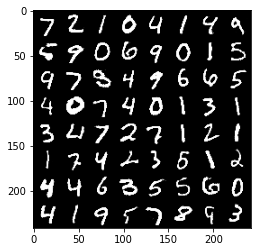 0
7 2 1 0 4 1 4 9
5 9 0 6 9 0 1 5
50
9 7 3 4 9 6 6 5
100
4 0 7 4 0 1 3 1
3 4 7 2 7 1 2 1
150
1 7 4 2 3 5 1 2
4 4 6 3 5 5 6 0
200
4 1 9 5 7 8 9 3
0 50 100 150 200